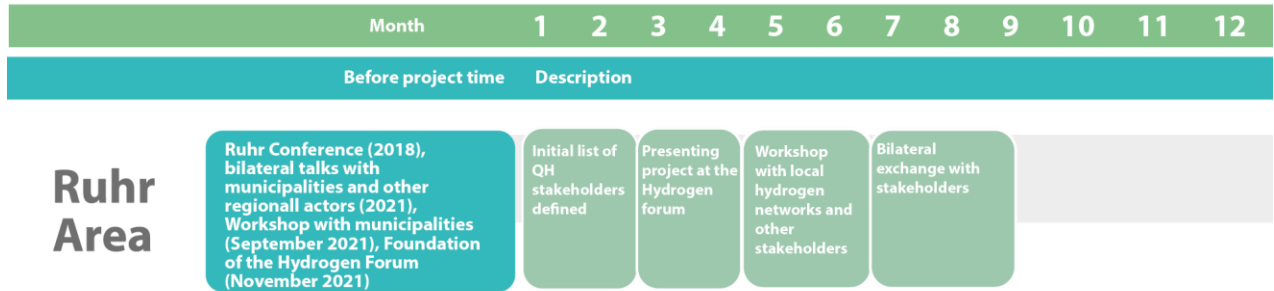 Month 1 2 3 4 5 6 7 8 9 10 11 12
Before project time Description
Ruhr
Area
Ruhr Conference (2018),
bilateral talks with
municipalities and other
regionall actors (2021),
Workshop with municipalities
(September 2021), Foundation
of the Hydrogen Forum
(November 2021)
Initial list of
QH
stakeholders
defined
Presenting
project at the
Hydrogen
forum
Workshop
with local
hydrogen
networks and
other
stakeholders
Bilateral
exchange with
stakeholders